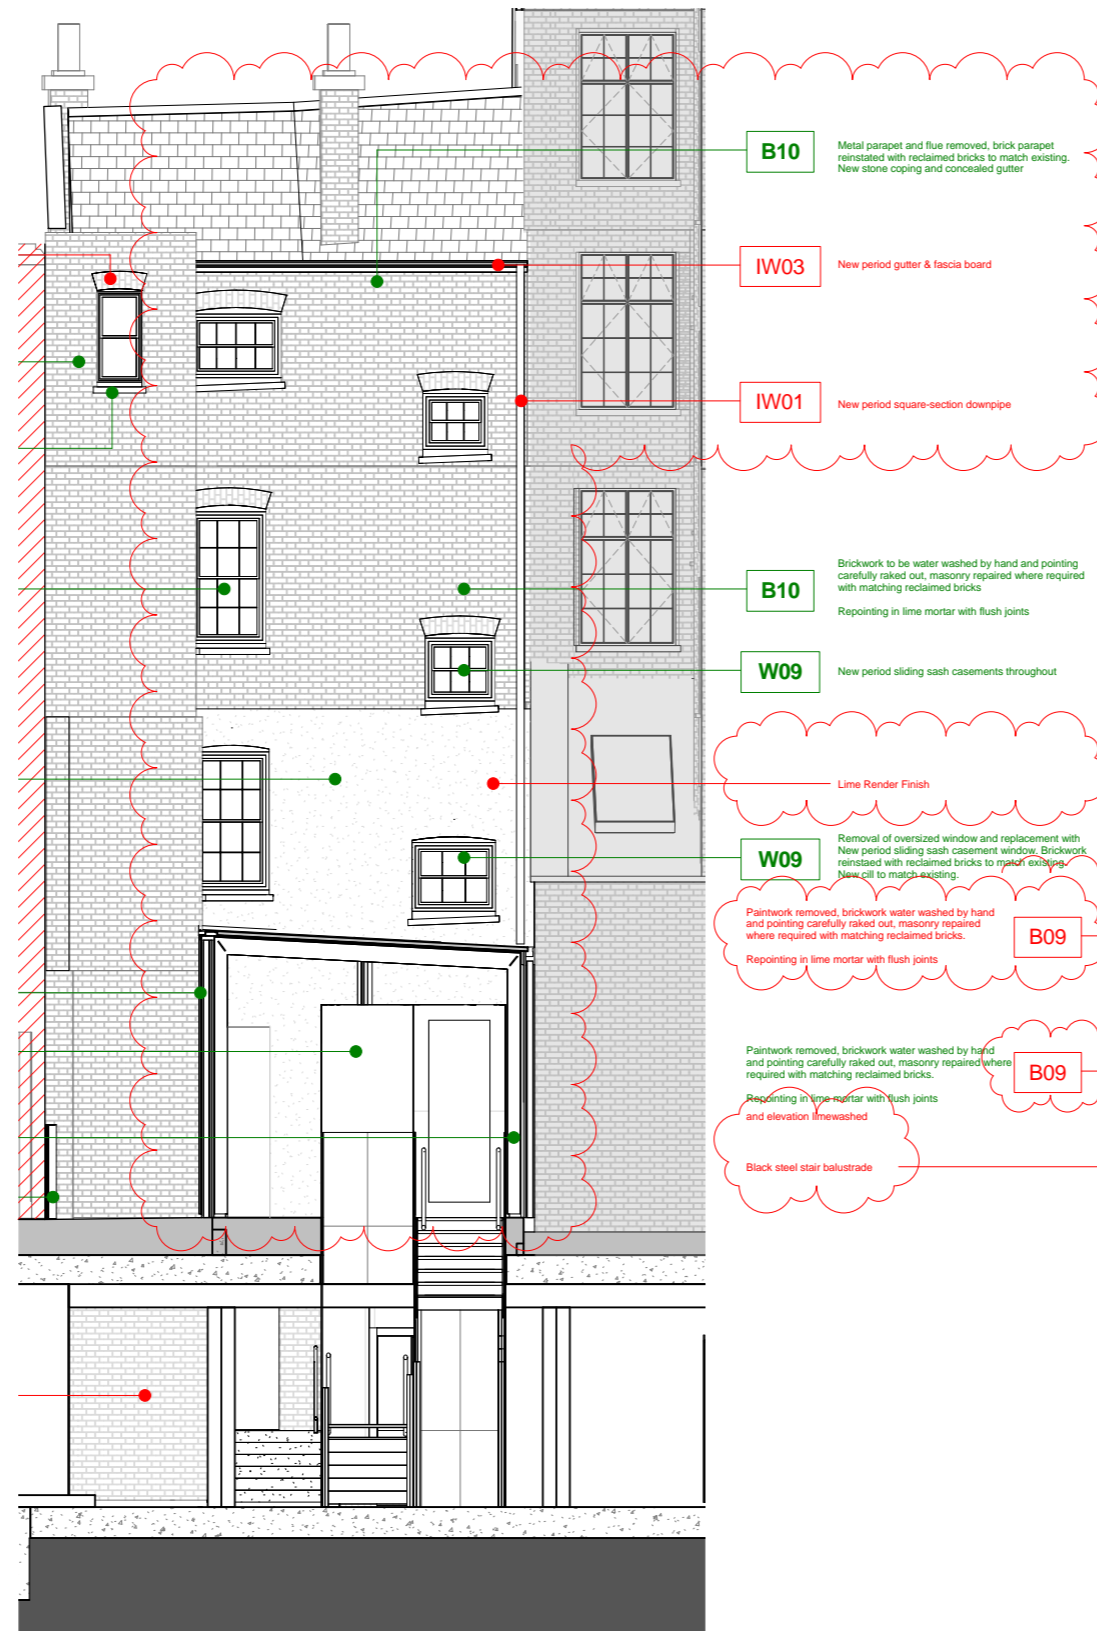 B10
Metal parapet and flue removed, brick parapet
reinstated with reclaimed bricks to match existing.
New stone coping and concealed gutter
IW03
New period gutter & fascia board
IW01
New period square-section downpipe
B10
Brickwork to be water washed by hand and pointing
carefully raked out, masonry repaired where required
with matching reclaimed bricks
Repointing in lime mortar with flush joints
W09
New period sliding sash casements throughout
Lime Render Finish
W09
Removal of oversized window and replacement with
New period sliding sash casement window. Brickwork
reinstaed with reclaimed bricks to match existing.
New cill to match existing.
Paintwork removed, brickwork water washed by hand
and pointing carefully raked out, masonry repaired
where required with matching reclaimed bricks.
Repointing in lime mortar with flush joints
B09
Paintwork removed, brickwork water washed by hand
and pointing carefully raked out, masonry repaired where
required with matching reclaimed bricks.
Repointing in lime mortar with flush joints
and elevation limewashed
B09
Black steel stair balustrade